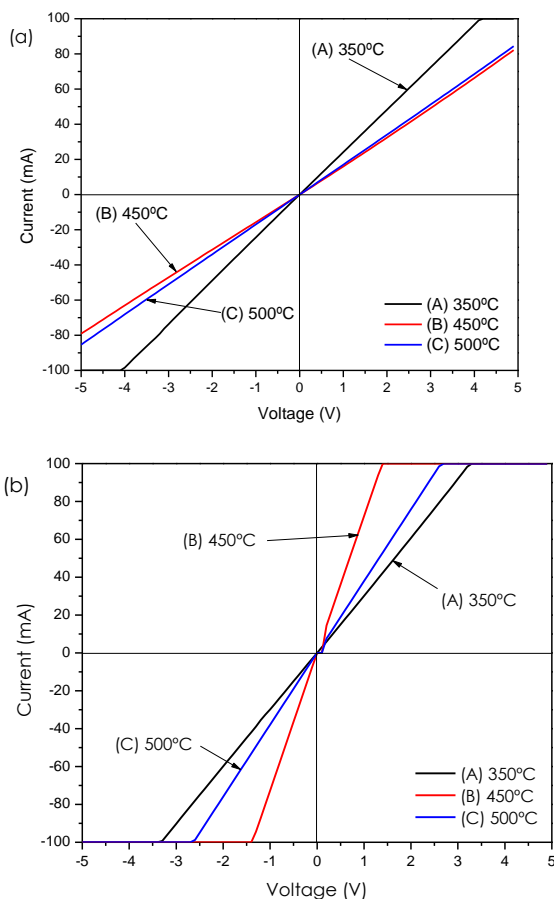 (a)
100
80
60
40
20
0
-20
-40
-60
-80
-100
Current (mA)
(A) 350ºC
(B) 450ºC
(C) 500ºC
(A) 350ºC
(B) 450ºC
(C) 500ºC
-5 -4 -3 -2 -1 0 1 2 3 4 5
Voltage (V)
(b)
100
80
60
40
20
0
-20
-40
-60
-80
-100
Current (mA)
(B) 450ºC
(A) 350ºC
(C) 500ºC
(A) 350ºC
(B) 450ºC
(C) 500ºC
-5 -4 -3 -2 -1 0 1 2 3 4 5
Voltage (V)